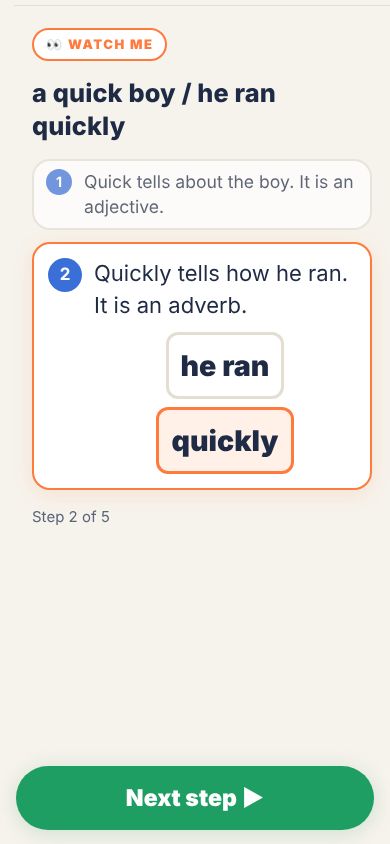 👀 WATCH ME
a quick boy / he ran
quickly
1 Quick tells about the boy. It is an
adjective.
2 Quickly tells how he ran.
It is an adverb.
he ran
quickly
Step 2 of 5
Next step ▶